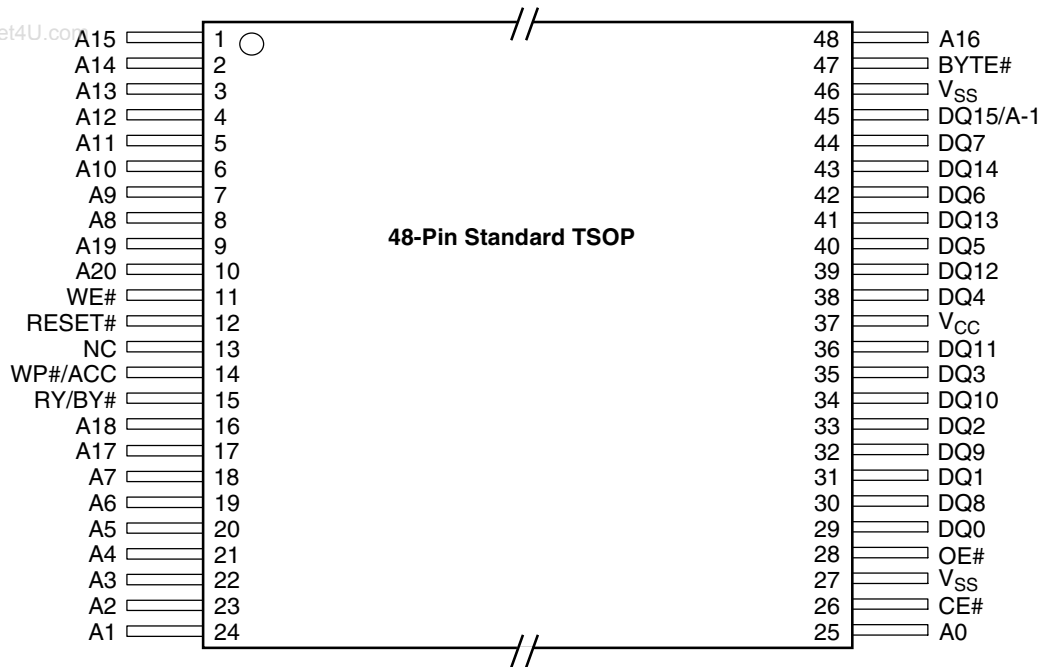 et4U.com
A15 1 48 A16
A14 2 47 BYTE#
A13 3 46 VSS
A12 4 45 DQ15/A-1
A11 5 44 DQ7
A10 6 43 DQ14
A9 7 42 DQ6
A8 8 41 DQ13
48-Pin Standard TSOP
A19 9 40 DQ5
A20 10 39 DQ12
WE# 11 38 DQ4
RESET# 12 37 VCC
NC 13 36 DQ11
WP#/ACC 14 35 DQ3
RY/BY# 15 34 DQ10
A18 16 33 DQ2
A17 17 32 DQ9
A7 18 31 DQ1
A6 19 30 DQ8
A5 20 29 DQ0
A4 21 28 OE#
A3 22 27 VSS
A2 23 26 CE#
A1 24 25 A0